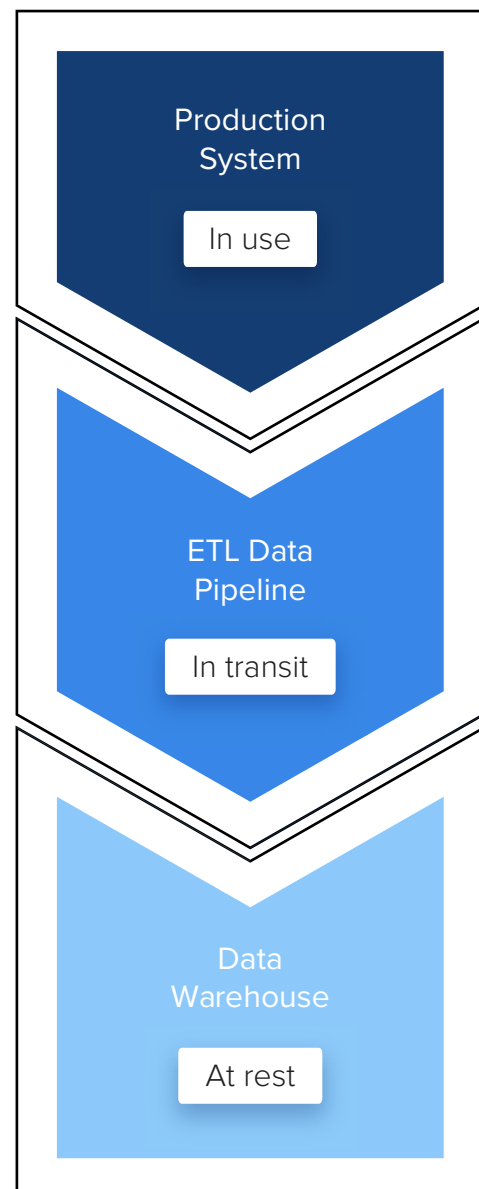 Production
System
In use
ETL Data
Pipeline
In transit
Data
Warehouse
At rest